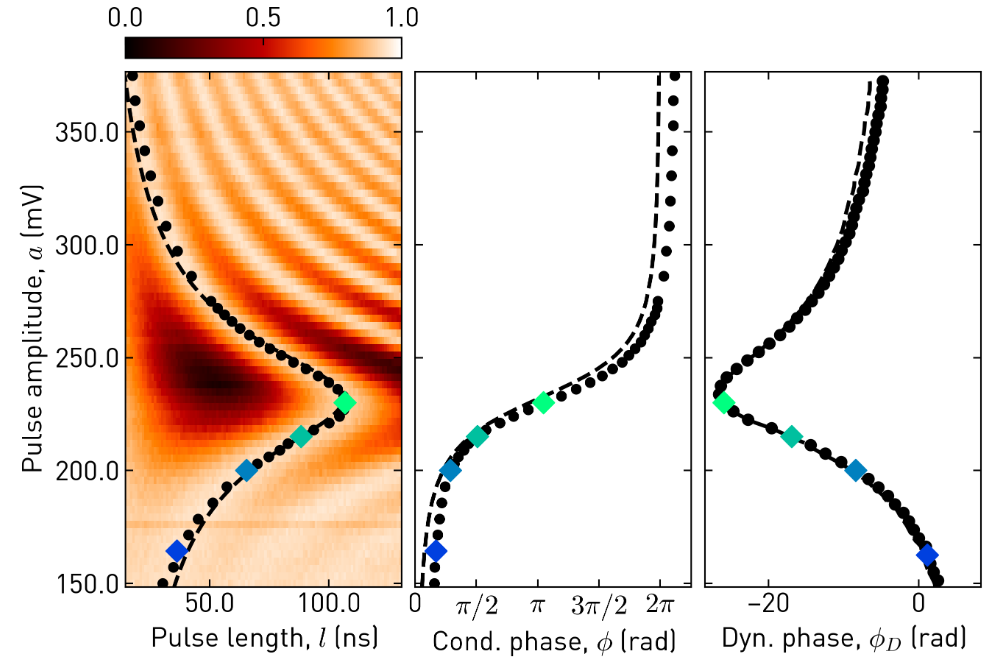 0.0 0.5 1.0
350.0
300.0
250.0
200.0
150.0
Pulse amplitude, a (mV)
50.0 100.0
Pulse length, l (ns)
0 π/2 π 3π/2 2π
Cond. phase, ϕ (rad)
−20 0
Dyn. phase, ϕ_D (rad)